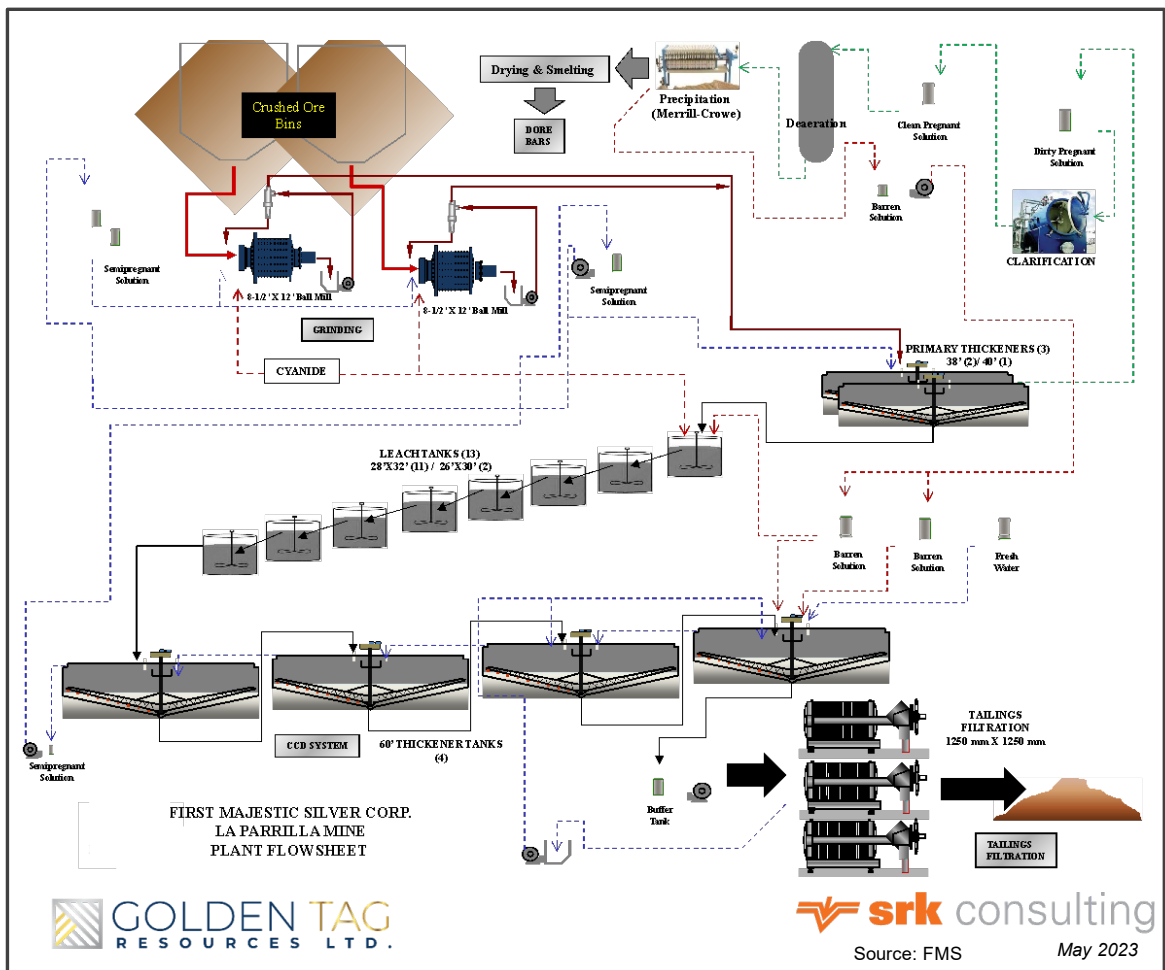 Crushed Ore
Bins
Drying & Smelting
DORE
BARS
Precipitation
(Merrill-Crowe)
Deaeration
Clean Pregnant
Solution
Dirty Pregnant
Solution
Barren
Solution
CLARIFICATION
Semipregnant
Solution
8-1/2' X 12' Ball Mill
8-1/2' X 12' Ball Mill
Semipregnant
Solution
GRINDING
CYANIDE
PRIMARY THICKENERS (3)
38' (2)/ 40' (1)
LEACH TANKS (13)
28'X32' (11) / 26'X30' (2)
Barren
Solution
Barren
Solution
Fresh
Water
CCD SYSTEM
60' THICKENER TANKS
(4)
Semipregnant
Solution
TAILINGS
FILTRATION
1250 mm X 1250 mm
Buffer
Tank
TAILINGS
FILTRATION
FIRST MAJESTIC SILVER CORP.
LA PARRILLA MINE
PLANT FLOWSHEET
GOLDEN TAG
RESOURCES LTD.
srk consulting
Source: FMS
May 2023